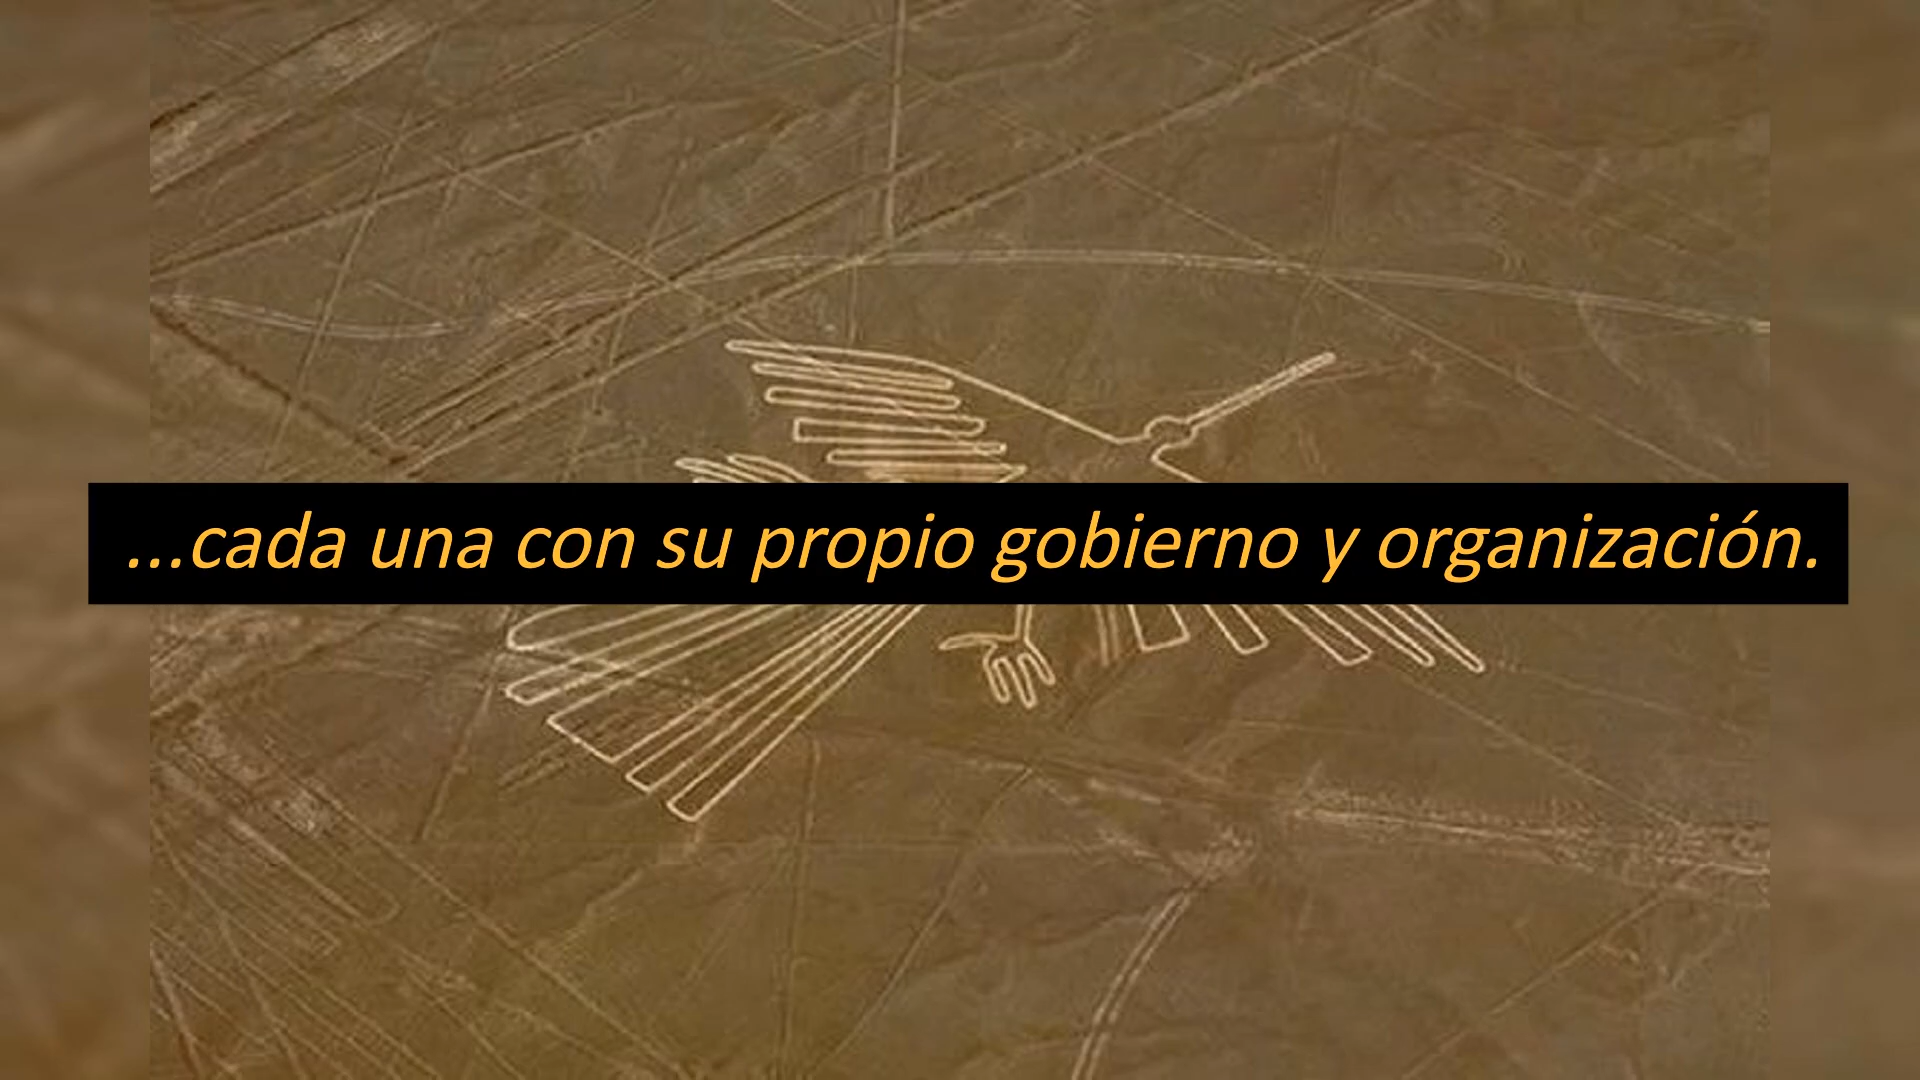 ...cada una con su propio gobierno y organización.